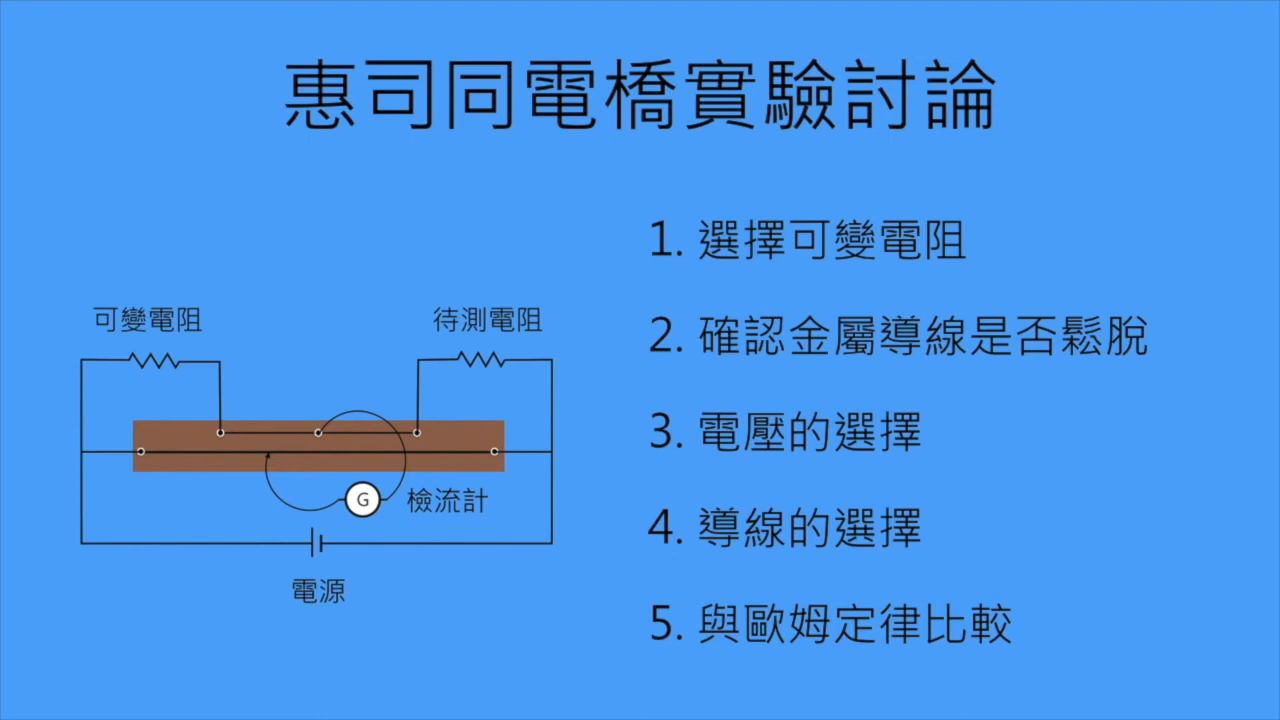 惠司同電橋實驗討論
1. 選擇可變電阻
2. 確認金屬導線是否鬆脫
3. 電壓的選擇
4. 導線的選擇
5. 與歐姆定律比較
可變電阻
待測電阻
G
檢流計
電源